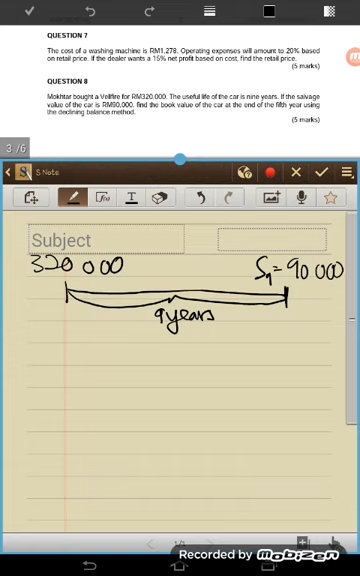 QUESTION 7
The cost of a washing machine is RM1,278. Operating expenses will amount to 20% based
on retail price. If the dealer wants a 15% net profit based on cost, find the retail price.
(5 marks)
QUESTION 8
Mokhtar bought a Vellfire for RM320,000. The useful life of the car is nine years. If the salvage
value of the car is RM90,000, find the book value of the car at the end of the fifth year using
the declining balance method.
(5 marks)
3 /6
S Note
T
f(x)
Subject
320 000
S9 = 90 000
9 years
1/1
Recorded by mobizen